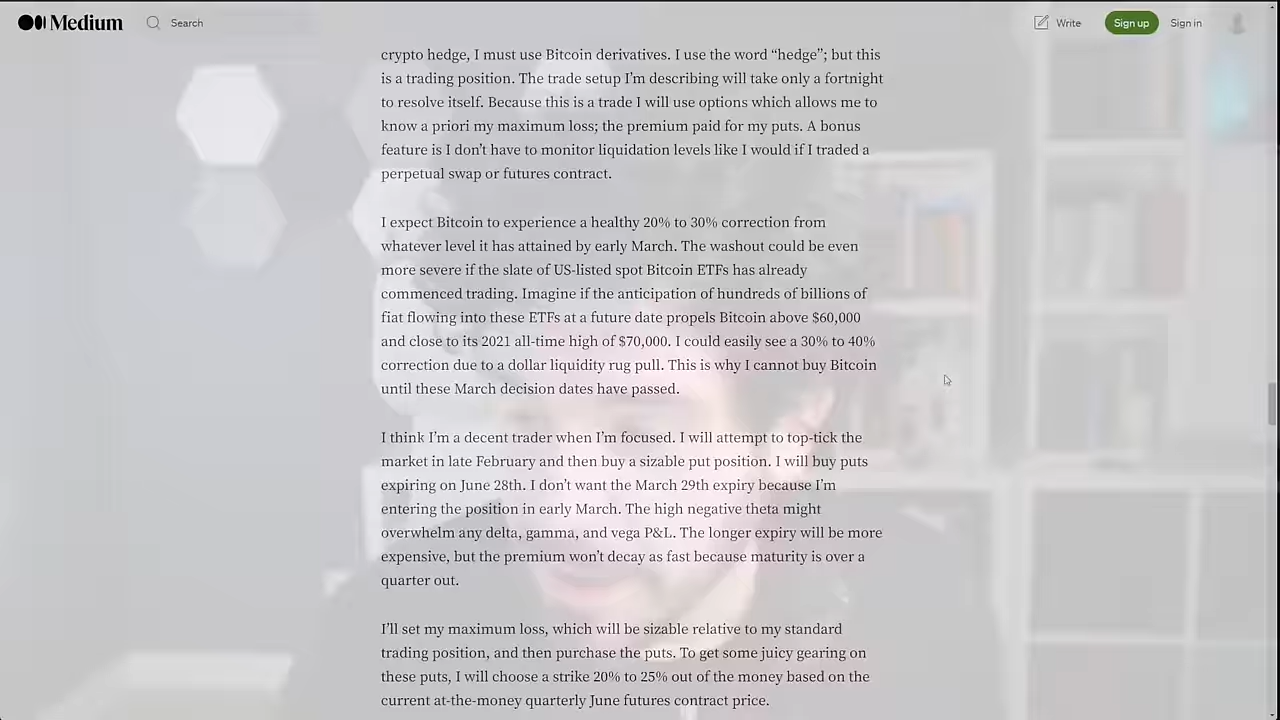 Medium
Search
Write
Sign up
Sign in
crypto hedge, I must use Bitcoin derivatives. I use the word “hedge”; but this
is a trading position. The trade setup I’m describing will take only a fortnight
to resolve itself. Because this is a trade I will use options which allows me to
know a priori my maximum loss; the premium paid for my puts. A bonus
feature is I don’t have to monitor liquidation levels like I would if I traded a
perpetual swap or futures contract.
I expect Bitcoin to experience a healthy 20% to 30% correction from
whatever level it has attained by early March. The washout could be even
more severe if the slate of US-listed spot Bitcoin ETFs has already
commenced trading. Imagine if the anticipation of hundreds of billions of
fiat flowing into these ETFs at a future date propels Bitcoin above $60,000
and close to its 2021 all-time high of $70,000. I could easily see a 30% to 40%
correction due to a dollar liquidity rug pull. This is why I cannot buy Bitcoin
until these March decision dates have passed.
I think I’m a decent trader when I’m focused. I will attempt to top-tick the
market in late February and then buy a sizable put position. I will buy puts
expiring on June 28th. I don’t want the March 29th expiry because I’m
entering the position in early March. The high negative theta might
overwhelm any delta, gamma, and vega P&L. The longer expiry will be more
expensive, but the premium won’t decay as fast because maturity is over a
quarter out.
I’ll set my maximum loss, which will be sizable relative to my standard
trading position, and then purchase the puts. To get some juicy gearing on
these puts, I will choose a strike 20% to 25% out of the money based on the
current at-the-money quarterly June futures contract price.